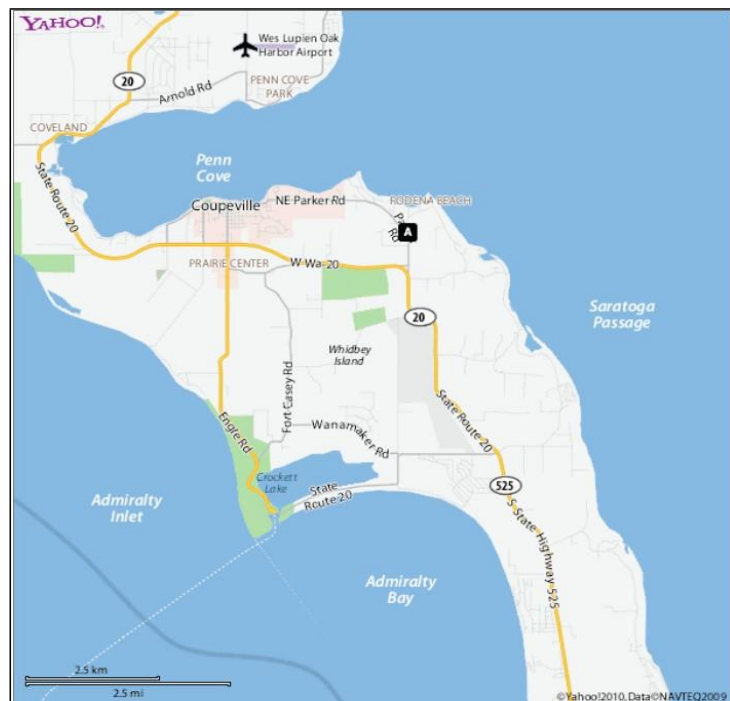 YAHOO!
Wes Lupien Oak
Harbor Airport
20
Arnold Rd
PENN COVE
PARK
COVELAND
Penn
Cove
State Route 20
NE Parker Rd
RODENA BEACH
Coupeville
Rd
A
PRAIRIE CENTER
W Wa-20
20
Saratoga
Passage
Whidbey
Island
Fort Casey Rd
State Route 20
Engle Rd
Wanamaker Rd
Crockett
Lake
State
Route 20
525
S State Highway 525
Admiralty
Inlet
Admiralty
Bay
2.5 km
2.5 mi
©Yahoo!2010, Data©NAVTEQ2009